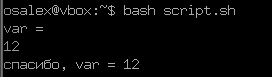 osalex@vbox:~$ bash script.sh
var =
12
спасибо, var = 12